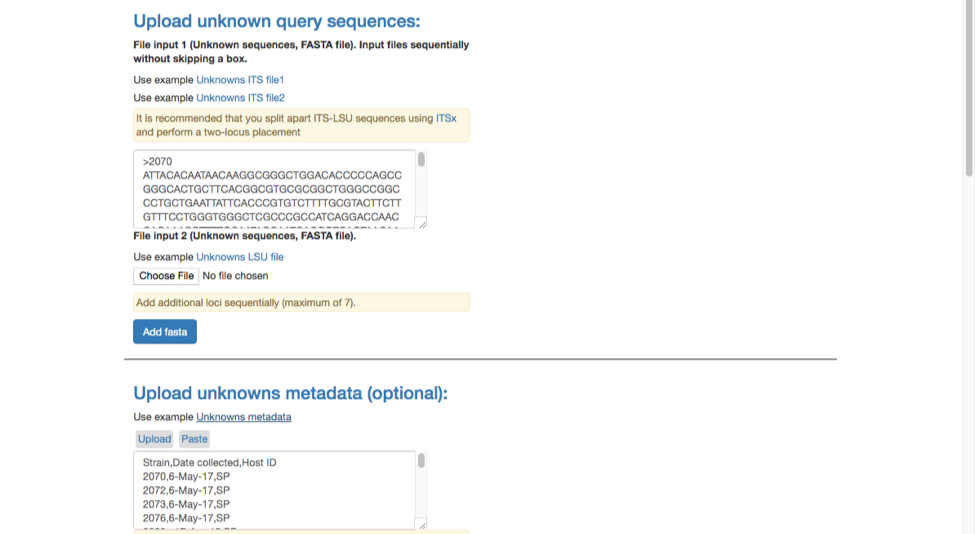 Upload unknown query sequences:
File input 1 (Unknown sequences, FASTA file). Input files sequentially
without skipping a box.
Use example Unknowns ITS file1
Use example Unknowns ITS file2
It is recommended that you split apart ITS-LSU sequences using ITSx
and perform a two-locus placement
>2070
ATTACACAATAACAAGGCGGGCTGGACACCCCCAGCC
GGGCACTGCTTCACGGCGTGCGCGGCTGGGCCGGC
CCTGCTGAATTATTCACCCGTGTCTTTTGCGTACTTCTT
GTTTCCTGGGTGGGCTCGCCCGCCATCAGGACCAAC
File input 2 (Unknown sequences, FASTA file).
Use example Unknowns LSU file
Choose File No file chosen
Add additional loci sequentially (maximum of 7).
Add fasta
Upload unknowns metadata (optional):
Use example Unknowns metadata
Upload Paste
Strain,Date collected,Host ID
2070,6-May-17,SP
2072,6-May-17,SP
2073,6-May-17,SP
2076,6-May-17,SP